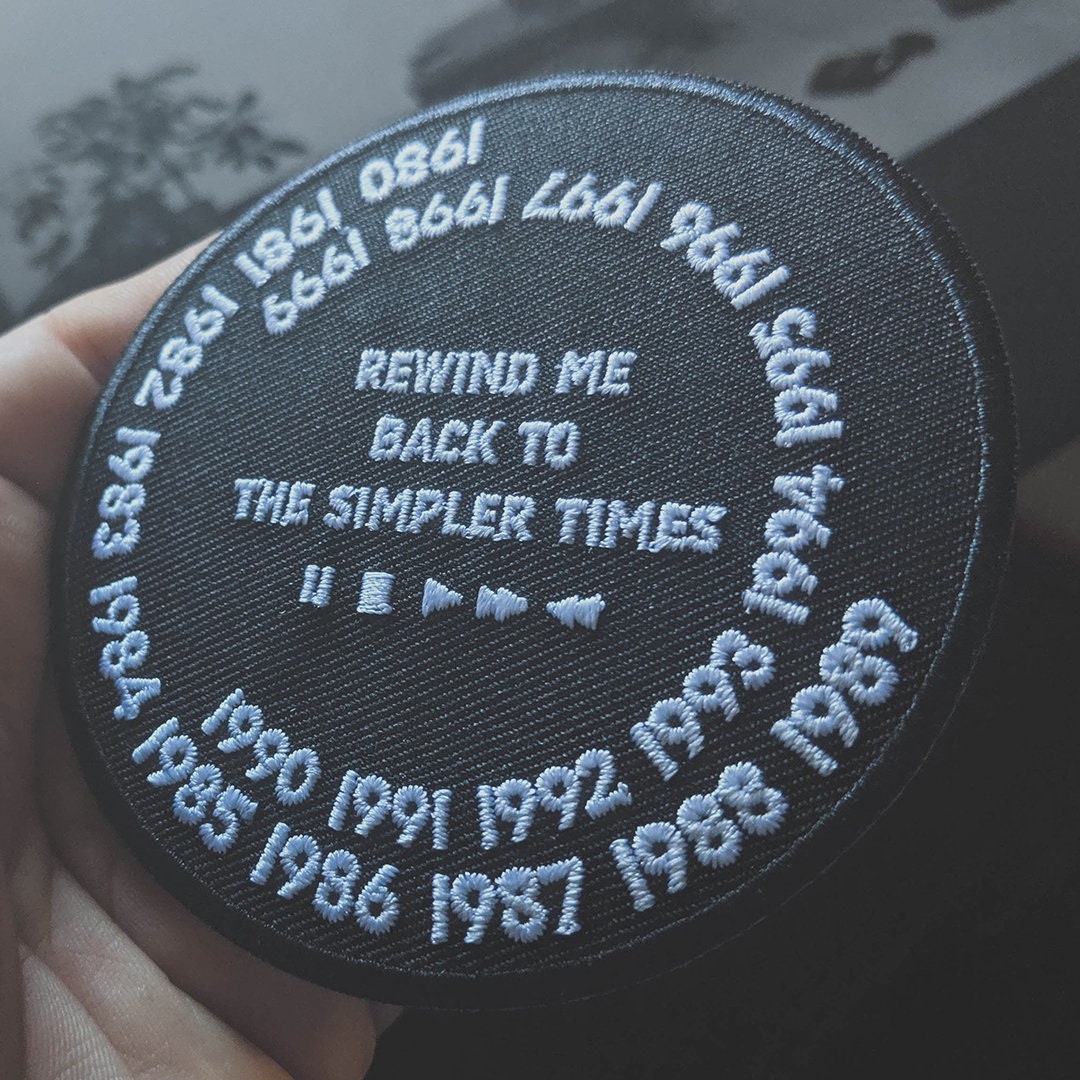 REWIND ME
BACK TO
THE SIMPLER TIMES
1980 1981 1982 1983 1984 1985 1986 1987 1988 1989
1990 1991 1992 1993 1994 1995 1996 1997 1998 1999